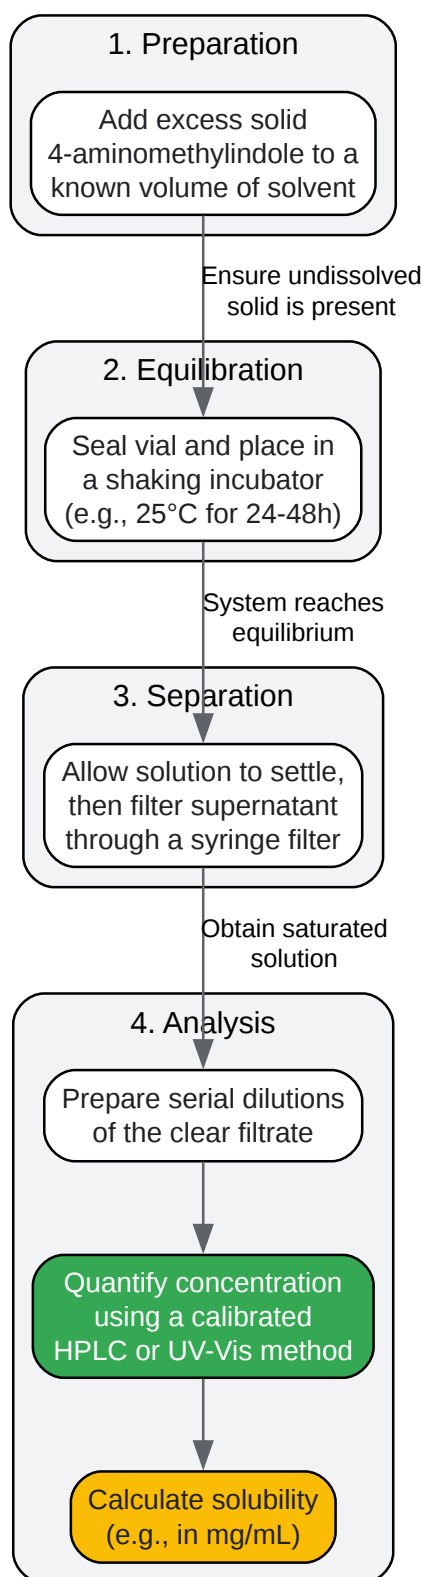 1. Preparation
Add excess solid
4-aminomethylindole to a
known volume of solvent
Ensure undissolved
solid is present
2. Equilibration
Seal vial and place in
a shaking incubator
(e.g., 25°C for 24-48h)
System reaches
equilibrium
3. Separation
Allow solution to settle,
then filter supernatant
through a syringe filter
Obtain saturated
solution
4. Analysis
Prepare serial dilutions
of the clear filtrate
Quantify concentration
using a calibrated
HPLC or UV-Vis method
Calculate solubility
(e.g., in mg/mL)